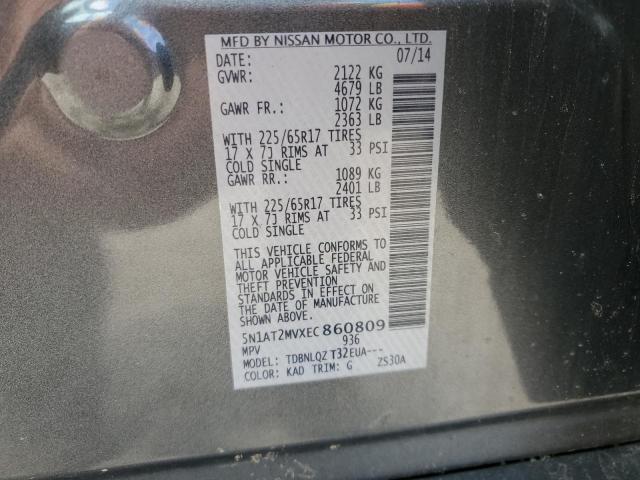 MFD BY NISSAN MOTOR CO., LTD.
DATE: 07/14
GVWR: 2122 KG
4679 LB
GAWR FR.: 1072 KG
2363 LB
WITH 225/65R17 TIRES
17 X 7J RIMS AT 33 PSI
COLD SINGLE
GAWR RR.: 1089 KG
2401 LB
WITH 225/65R17 TIRES
17 X 7J RIMS AT 33 PSI
COLD SINGLE
THIS VEHICLE CONFORMS TO
ALL APPLICABLE FEDERAL
MOTOR VEHICLE SAFETY AND
THEFT PREVENTION
STANDARDS IN EFFECT ON
THE DATE OF MANUFACTURE
SHOWN ABOVE.
5N1AT2MVXEC860809
MPV 936
MODEL: TDBNLQZ T32EUA---
COLOR: KAD TRIM: G ZS30A